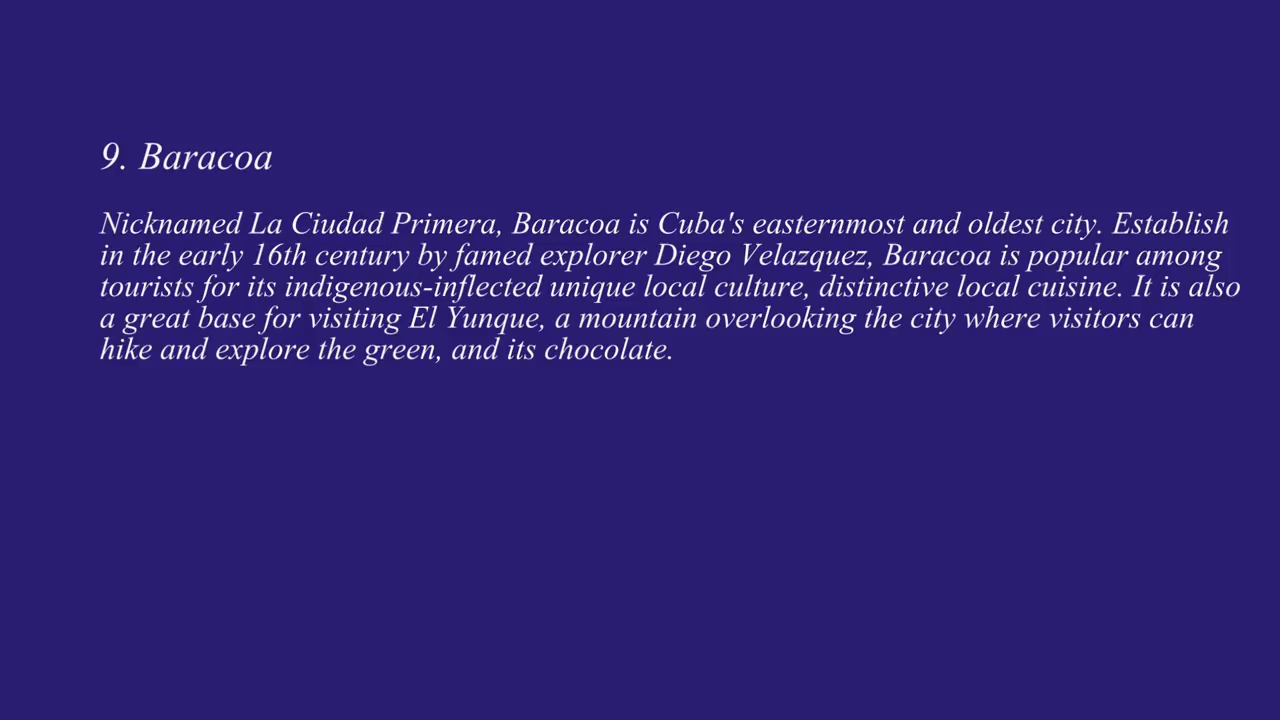 9. Baracoa
Nicknamed La Ciudad Primera, Baracoa is Cuba's easternmost and oldest city. Establish
in the early 16th century by famed explorer Diego Velazquez, Baracoa is popular among
tourists for its indigenous-inflected unique local culture, distinctive local cuisine. It is also
a great base for visiting El Yunque, a mountain overlooking the city where visitors can
hike and explore the green, and its chocolate.